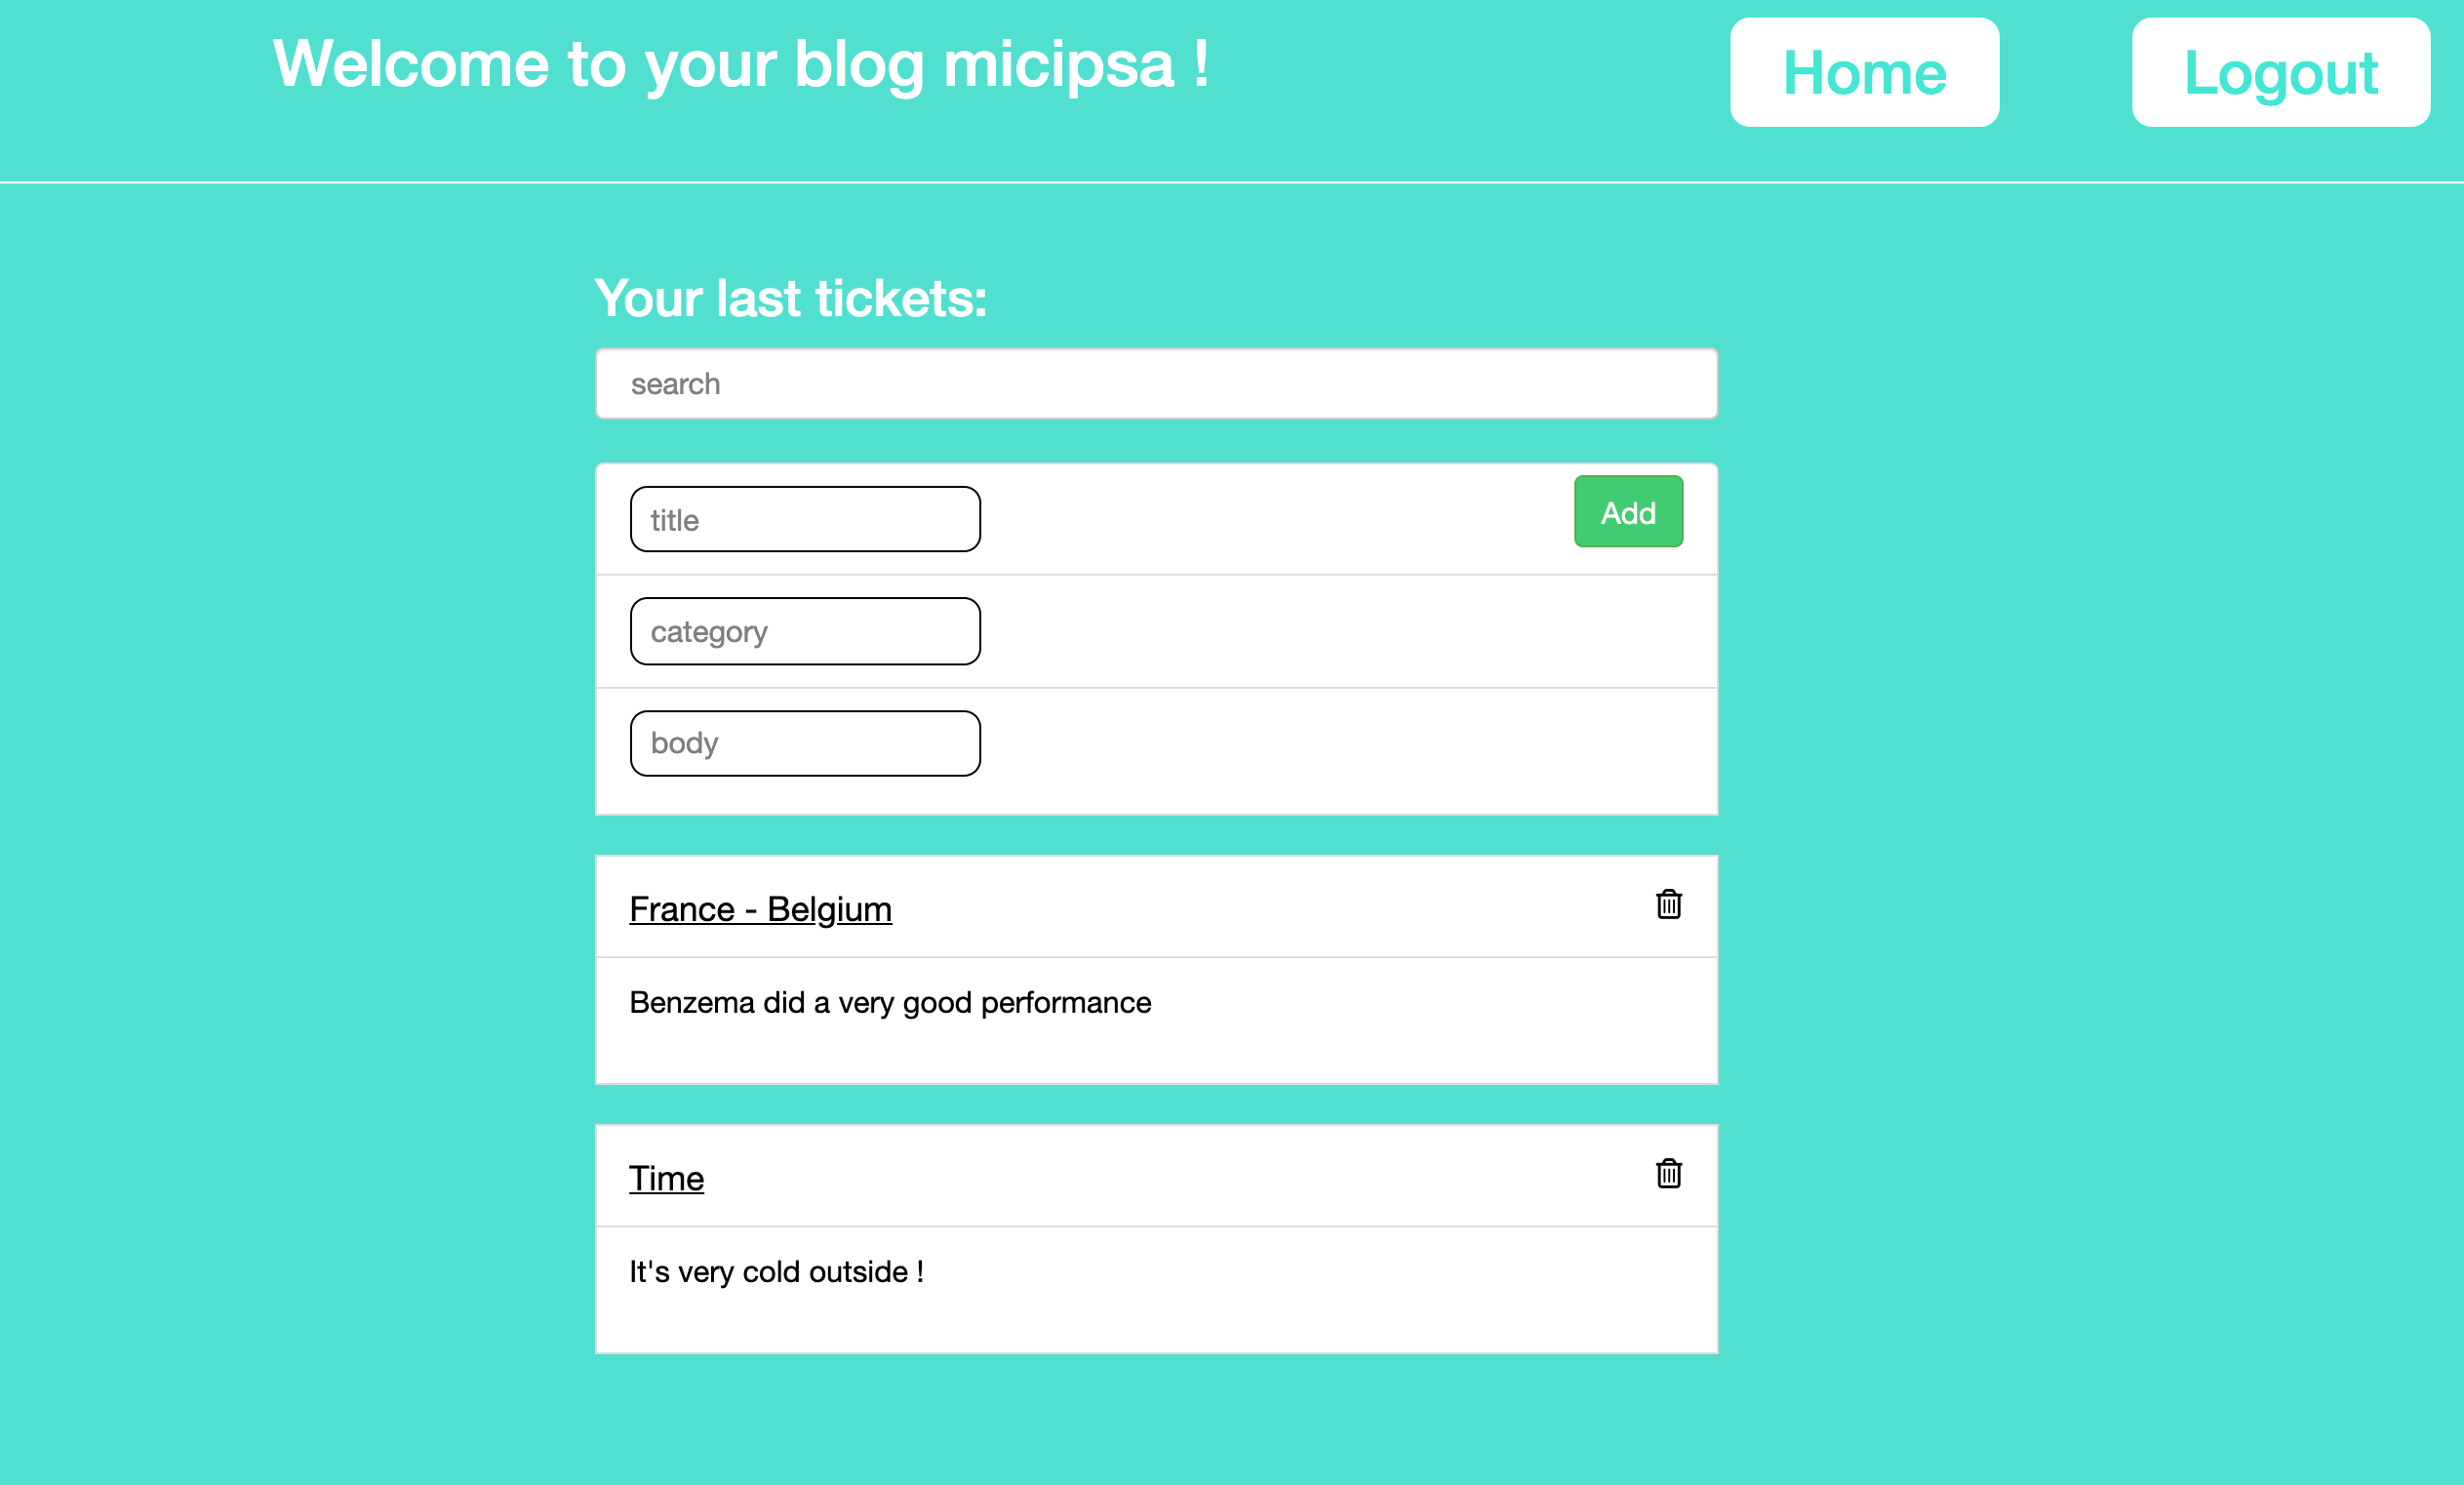 Welcome to your blog micipsa !
Home
Logout
Your last tickets:
search
title
Add
category
body
France - Belgium
Benzema did a very good performance
Time
It's very cold outside !